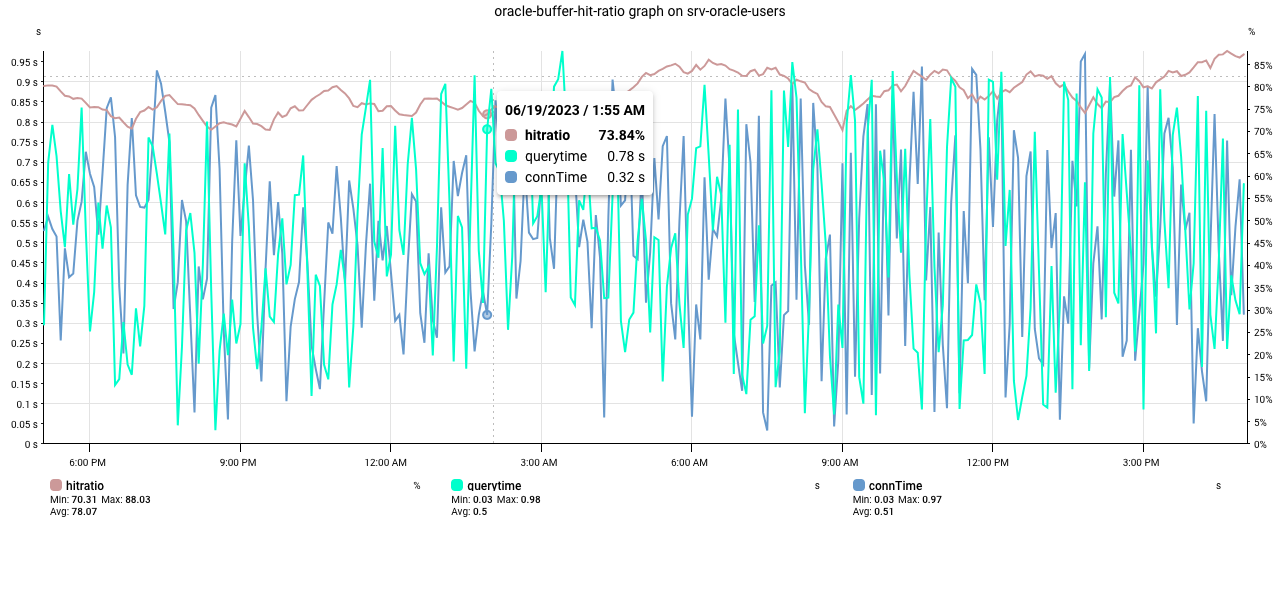 oracle-buffer-hit-ratio graph on srv-oracle-users
s %
0.95 s
0.9 s
0.85 s
0.8 s
0.75 s
0.7 s
0.65 s
0.6 s
0.55 s
0.5 s
0.45 s
0.4 s
0.35 s
0.3 s
0.25 s
0.2 s
0.15 s
0.1 s
0.05 s
0 s
06/19/2023 / 1:55 AM
hitratio 73.84%
querytime 0.78 s
connTime 0.32 s
85%
80%
75%
70%
65%
60%
55%
50%
45%
40%
35%
30%
25%
20%
15%
10%
5%
0%
6:00 PM 9:00 PM 12:00 AM 3:00 AM 6:00 AM 9:00 AM 12:00 PM 3:00 PM
hitratio %
Min: 70.31 Max: 88.03
Avg: 78.07
querytime s
Min: 0.03 Max: 0.98
Avg: 0.5
connTime s
Min: 0.03 Max: 0.97
Avg: 0.51